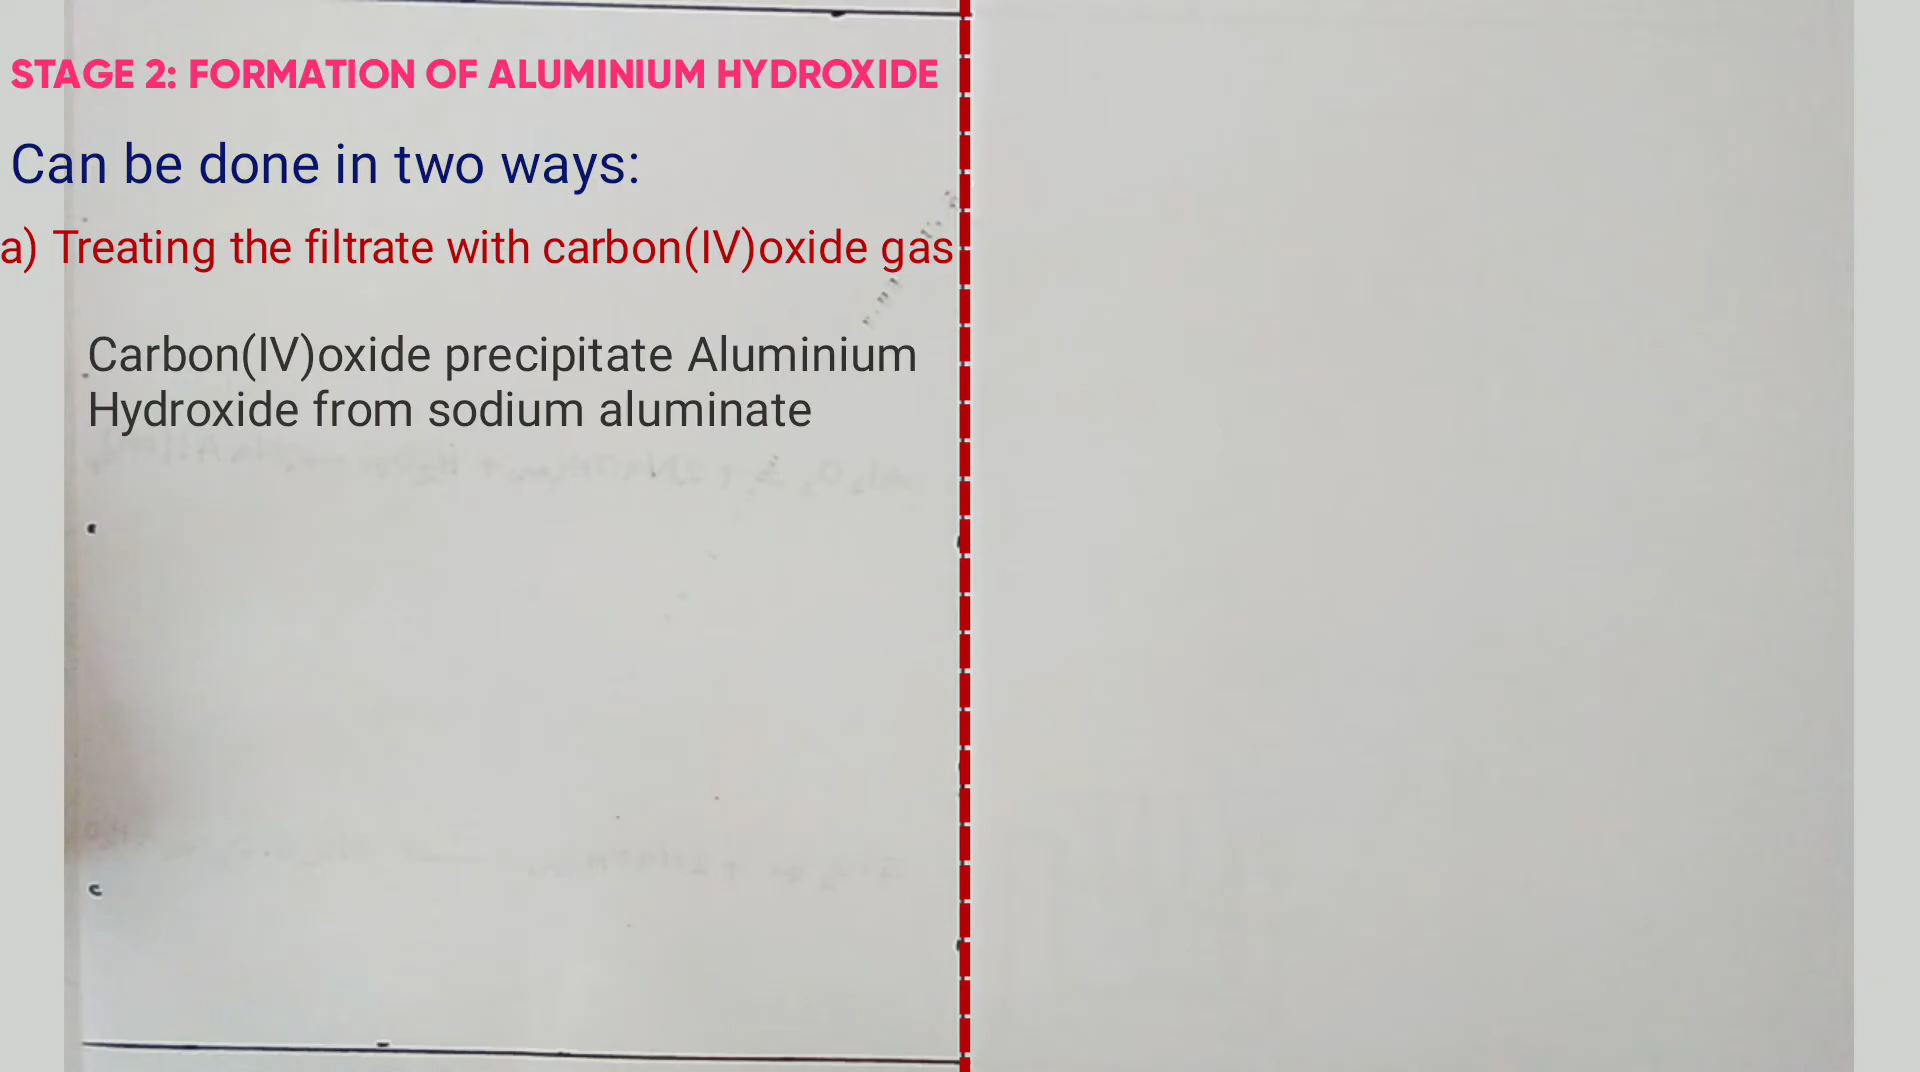 STAGE 2: FORMATION OF ALUMINIUM HYDROXIDE
Can be done in two ways:
a) Treating the filtrate with carbon(IV)oxide gas
Carbon(IV)oxide precipitate Aluminium
Hydroxide from sodium aluminate